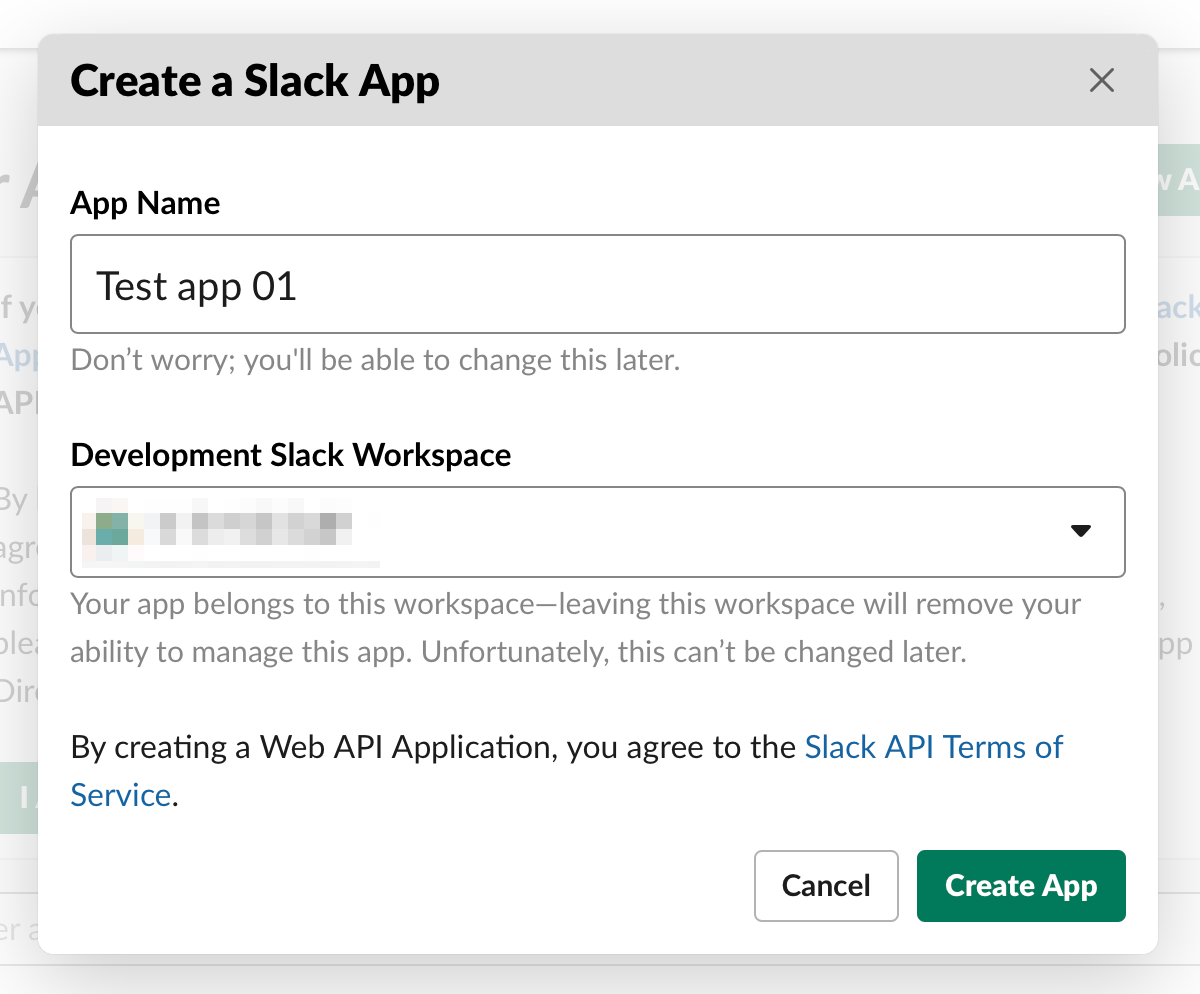 Create a Slack App
App Name
Test app 01
Don’t worry; you'll be able to change this later.
Development Slack Workspace
Your app belongs to this workspace—leaving this workspace will remove your
ability to manage this app. Unfortunately, this can’t be changed later.
By creating a Web API Application, you agree to the Slack API Terms of
Service.
Cancel
Create App